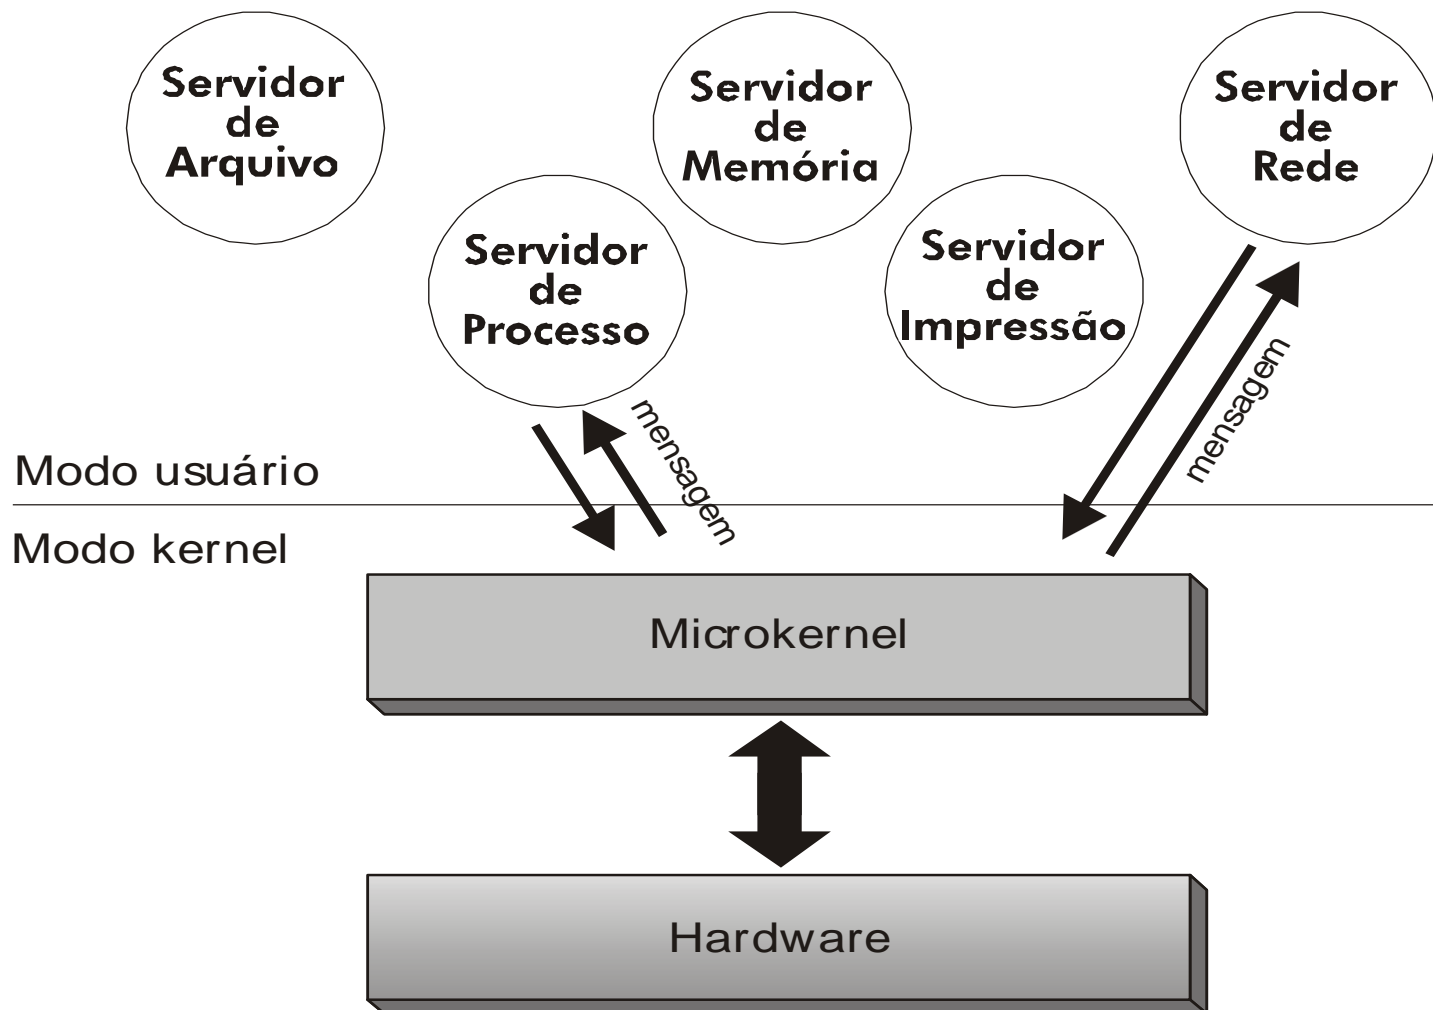 Servidor
de
Arquivo
Servidor
de
Memória
Servidor
de
Rede
Servidor
de
Processo
Servidor
de
Impressão
mensagem
mensagem
Modo usuário
Modo kernel
Microkernel
Hardware